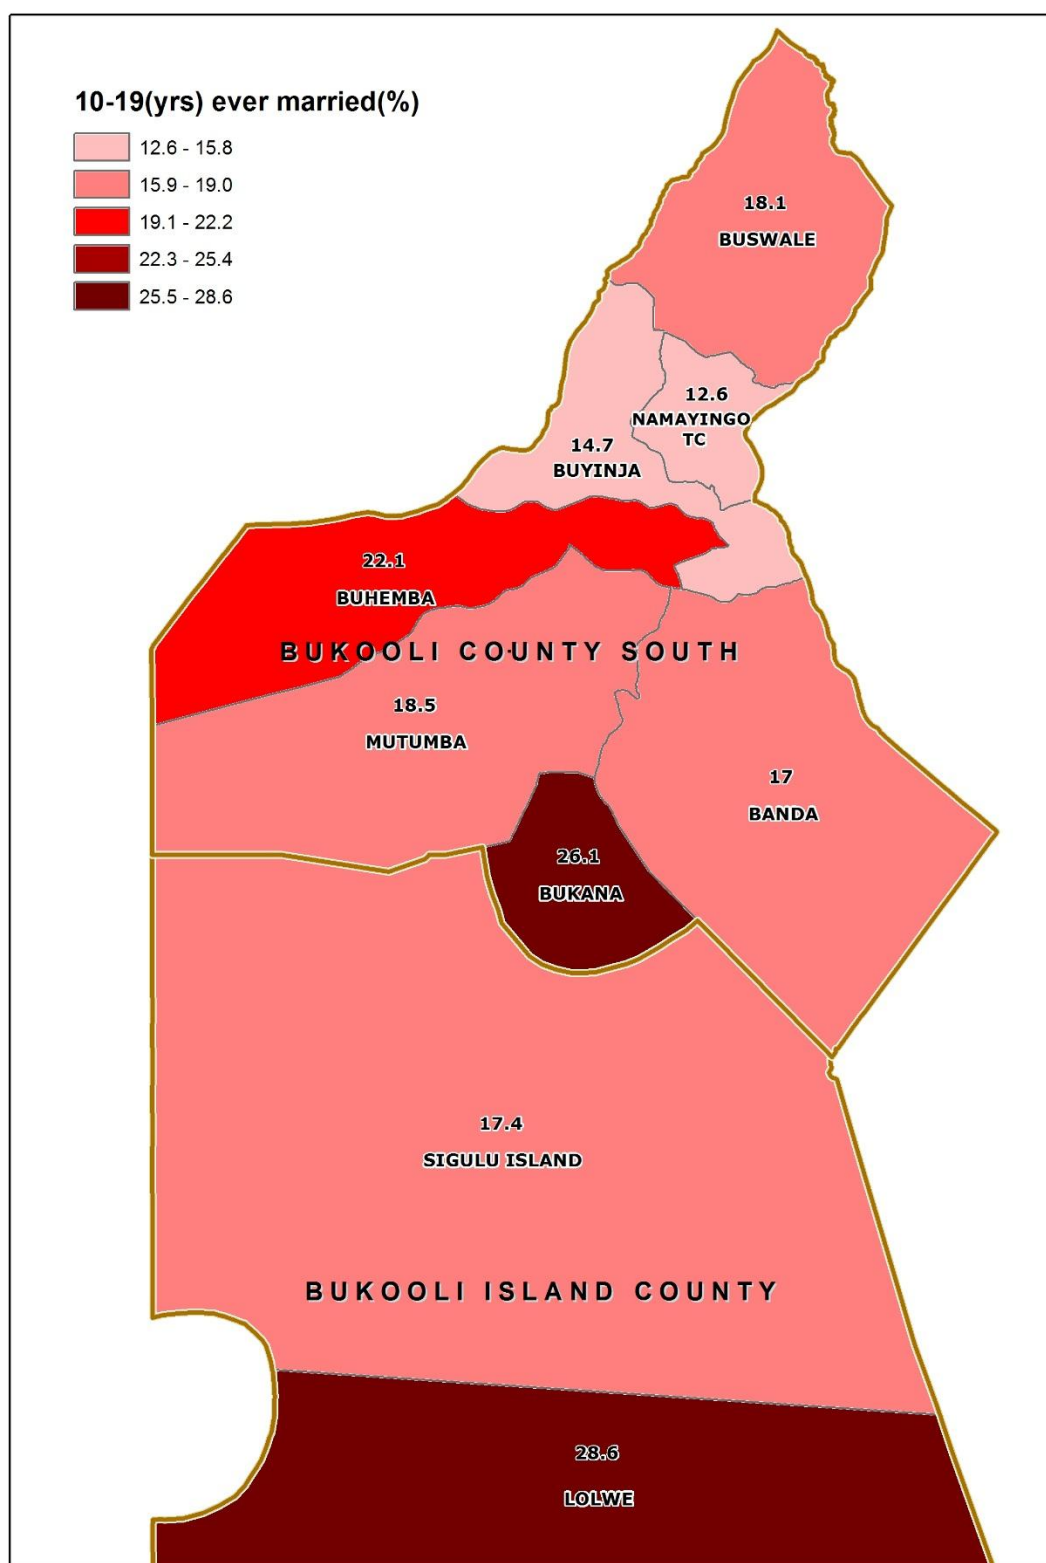 10-19(yrs) ever married(%)
12.6 - 15.8
15.9 - 19.0
19.1 - 22.2
22.3 - 25.4
25.5 - 28.6
18.1
BUSWALE
12.6
NAMAYINGO
TC
14.7
BUYINJA
22.1
BUHEMBA
BUKOOLI COUNTY SOUTH
18.5
MUTUMBA
17
BANDA
26.1
BUKANA
17.4
SIGULU ISLAND
BUKOOLI ISLAND COUNTY
28.6
LOLWE